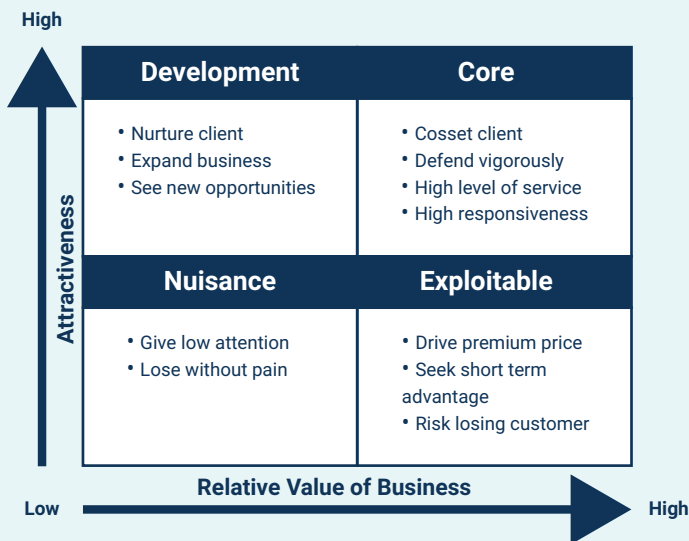 High
Development
Core
• Nurture client
• Expand business
• See new opportunities
• Cosset client
• Defend vigorously
• High level of service
• High responsiveness
Attractiveness
Nuisance
Exploitable
• Give low attention
• Lose without pain
• Drive premium price
• Seek short term
advantage
• Risk losing customer
Relative Value of Business
Low
High